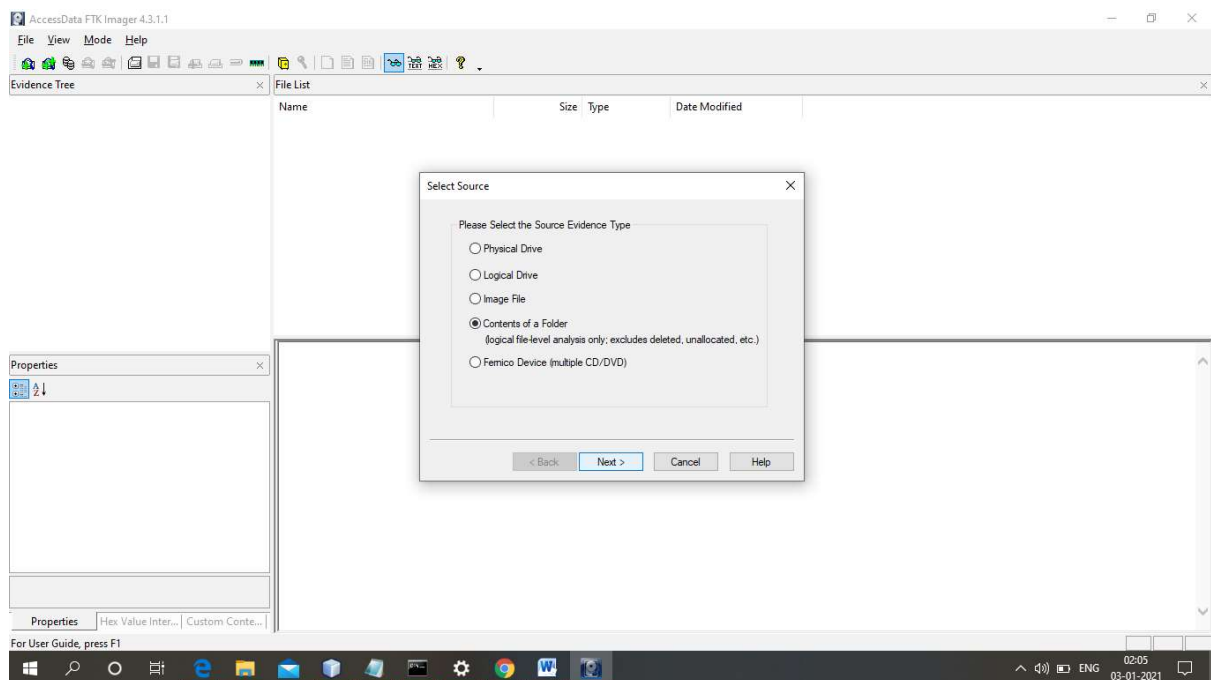 AccessData FTK Imager 4.3.1.1
File View Mode Help
TEXT HEX
Evidence Tree
File List
Name Size Type Date Modified
Select Source
Please Select the Source Evidence Type
Physical Drive
Logical Drive
Image File
Contents of a Folder
(logical file-level analysis only; excludes deleted, unallocated, etc.)
Fernico Device (multiple CD/DVD)
< Back Next > Cancel Help
Properties
Properties Hex Value Inter... Custom Conte...
For User Guide, press F1
ENG 02:05
03-01-2021